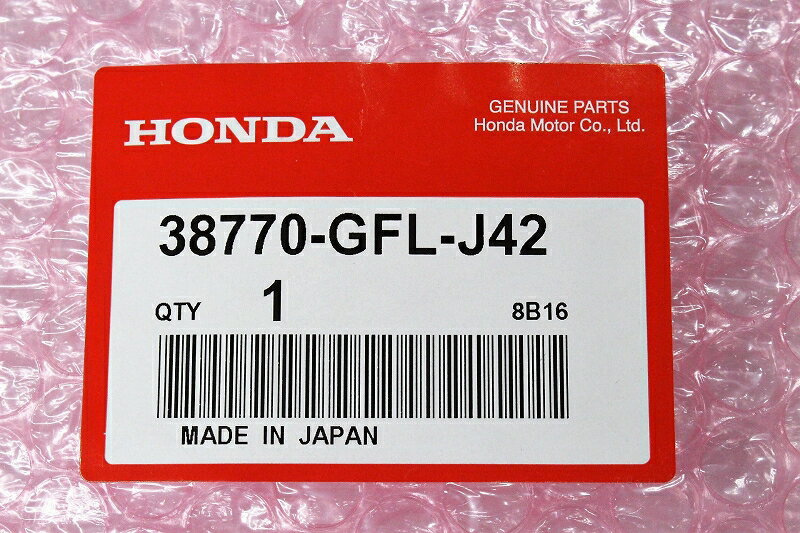 HONDA
GENUINE PARTS
Honda Motor Co., Ltd.
38770-GFL-J42
QTY 1 8B16
MADE IN JAPAN